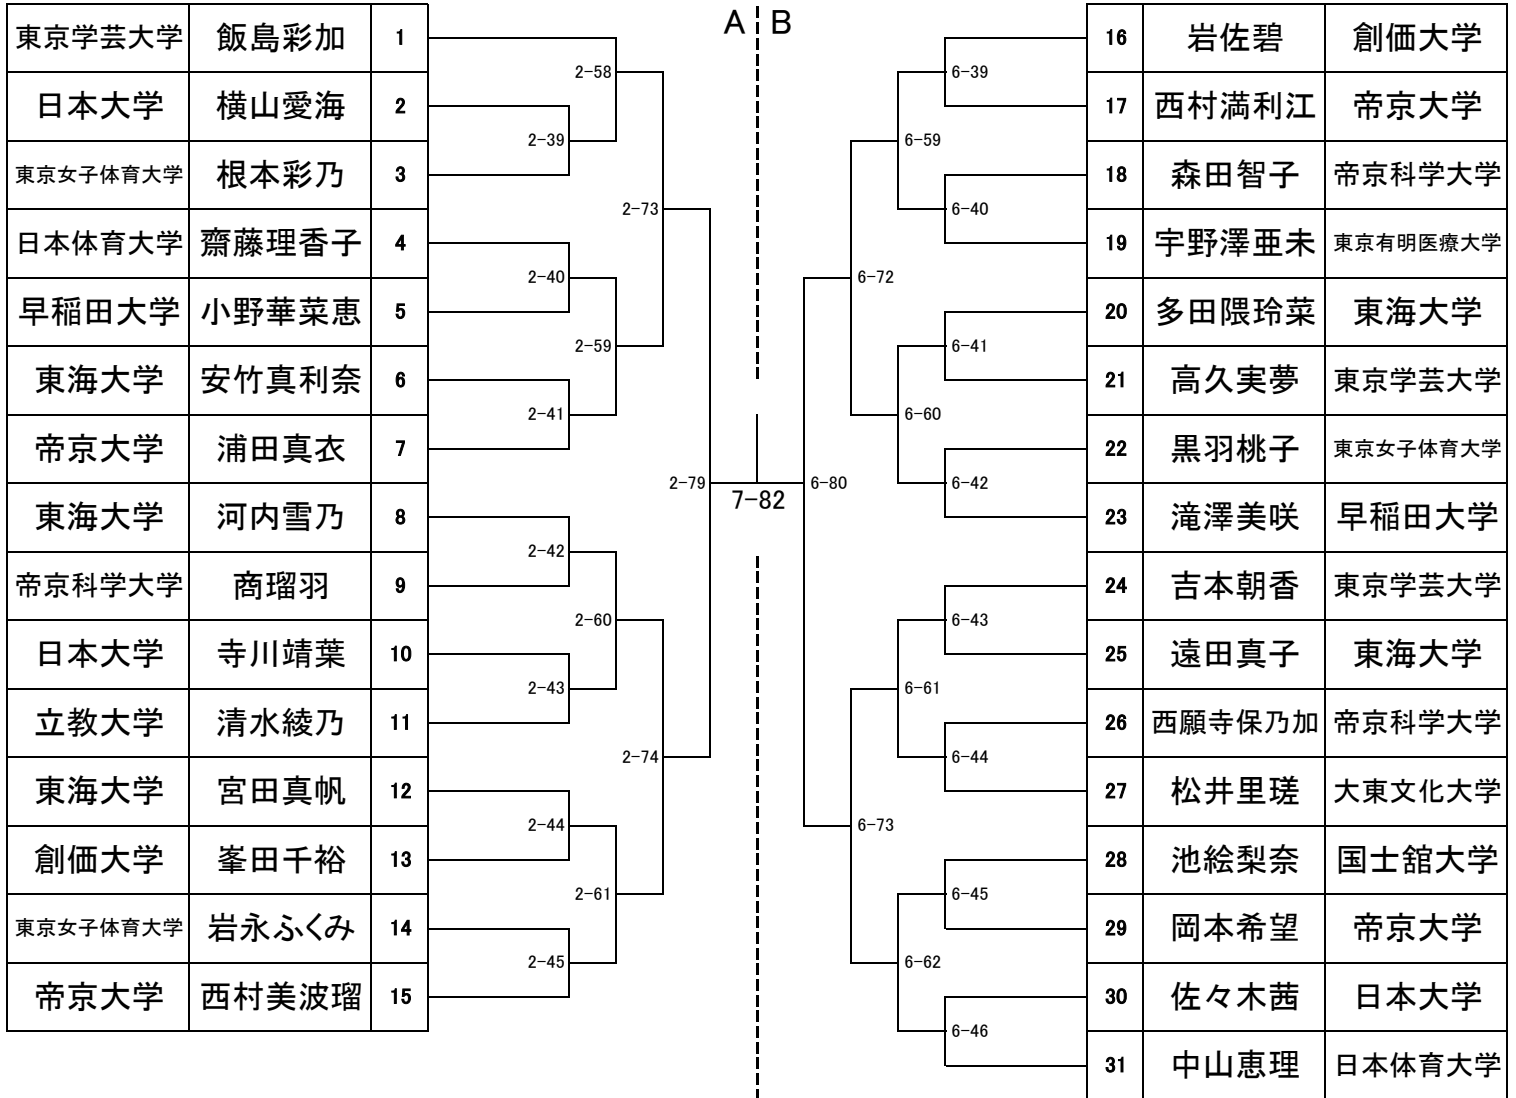 A B
東京学芸大学 飯島彩加 1
日本大学 横山愛海 2
東京女子体育大学 根本彩乃 3
日本体育大学 齋藤理香子 4
早稲田大学 小野華菜恵 5
東海大学 安竹真利奈 6
帝京大学 浦田真衣 7
東海大学 河内雪乃 8
帝京科学大学 商瑠羽 9
日本大学 寺川靖葉 10
立教大学 清水綾乃 11
東海大学 宮田真帆 12
創価大学 峯田千裕 13
東京女子体育大学 岩永ふくみ 14
帝京大学 西村美波瑠 15
2-58
2-39
2-73
2-40
2-59
2-41
2-79
2-42
2-60
2-43
2-74
2-44
2-61
2-45
7-82
6-39
6-59
6-40
6-72
6-41
6-60
6-42
6-80
6-43
6-61
6-44
6-73
6-45
6-62
6-46
16 岩佐碧 創価大学
17 西村満利江 帝京大学
18 森田智子 帝京科学大学
19 宇野澤亜未 東京有明医療大学
20 多田隈玲菜 東海大学
21 高久実夢 東京学芸大学
22 黒羽桃子 東京女子体育大学
23 滝澤美咲 早稲田大学
24 吉本朝香 東京学芸大学
25 遠田真子 東海大学
26 西願寺保乃加 帝京科学大学
27 松井里瑳 大東文化大学
28 池絵梨奈 国士舘大学
29 岡本希望 帝京大学
30 佐々木茜 日本大学
31 中山恵理 日本体育大学